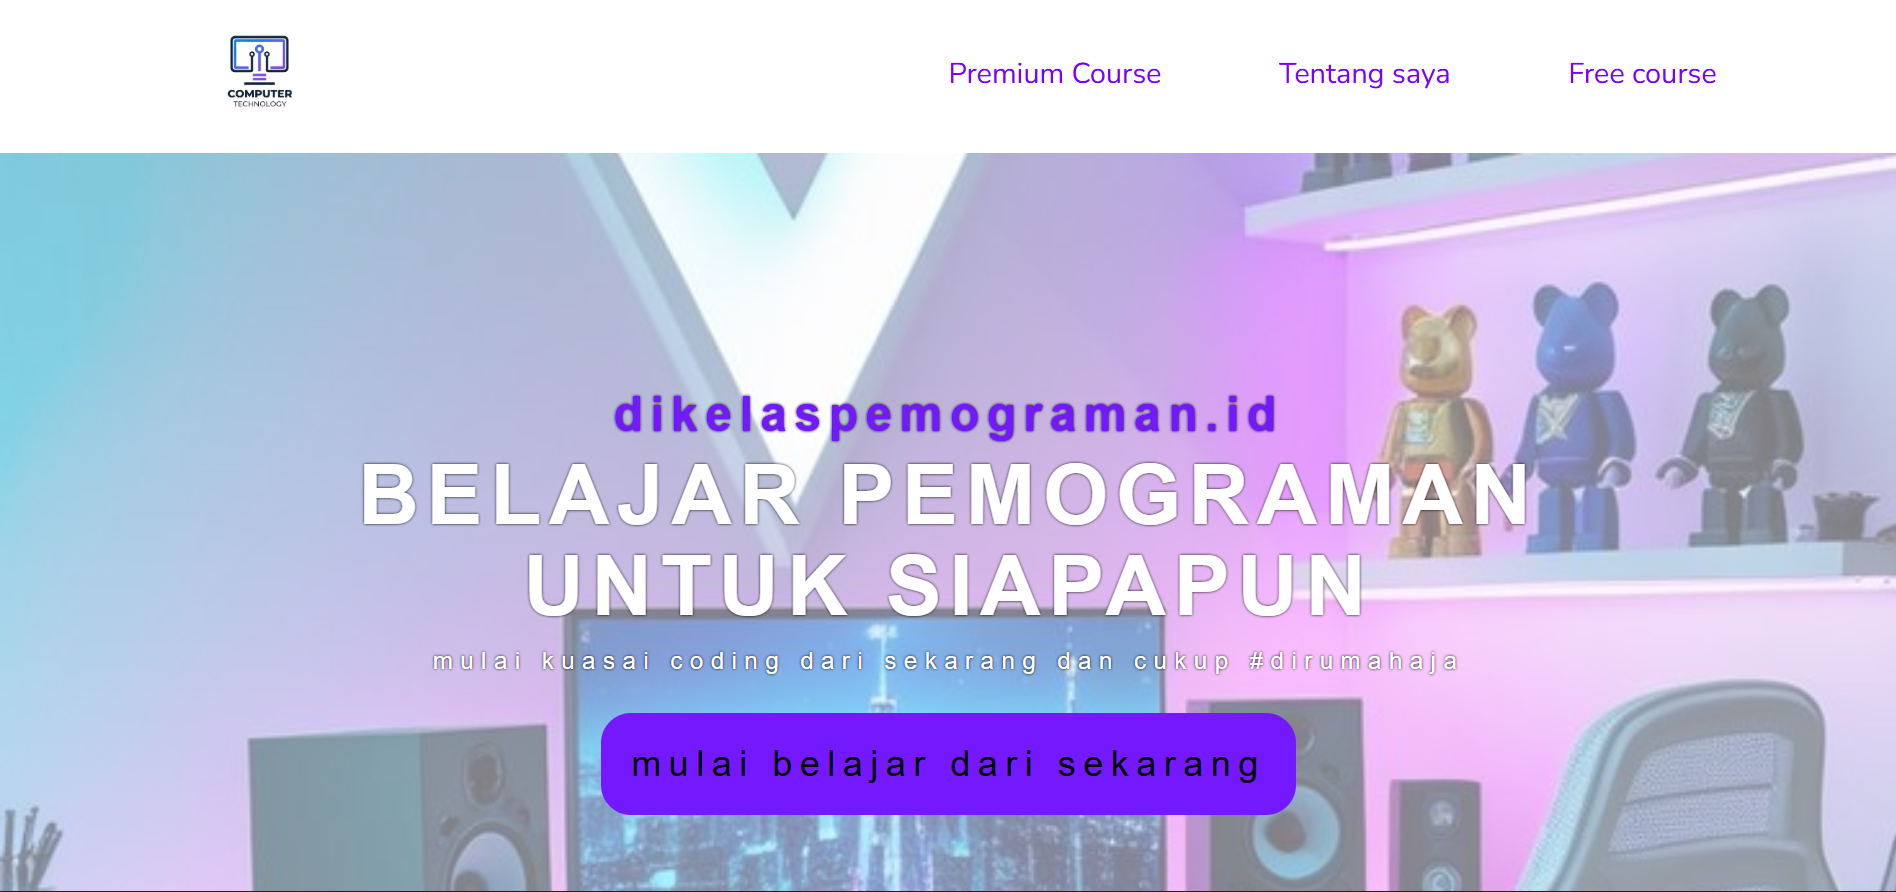 COMPUTER
TECHNOLOGY
Premium Course
Tentang saya
Free course
dikelaspemograman.id
BELAJAR PEMOGRAMAN
UNTUK SIAPAPUN
mulai kuasai coding dari sekarang dan cukup #dirumahaja
mulai belajar dari sekarang